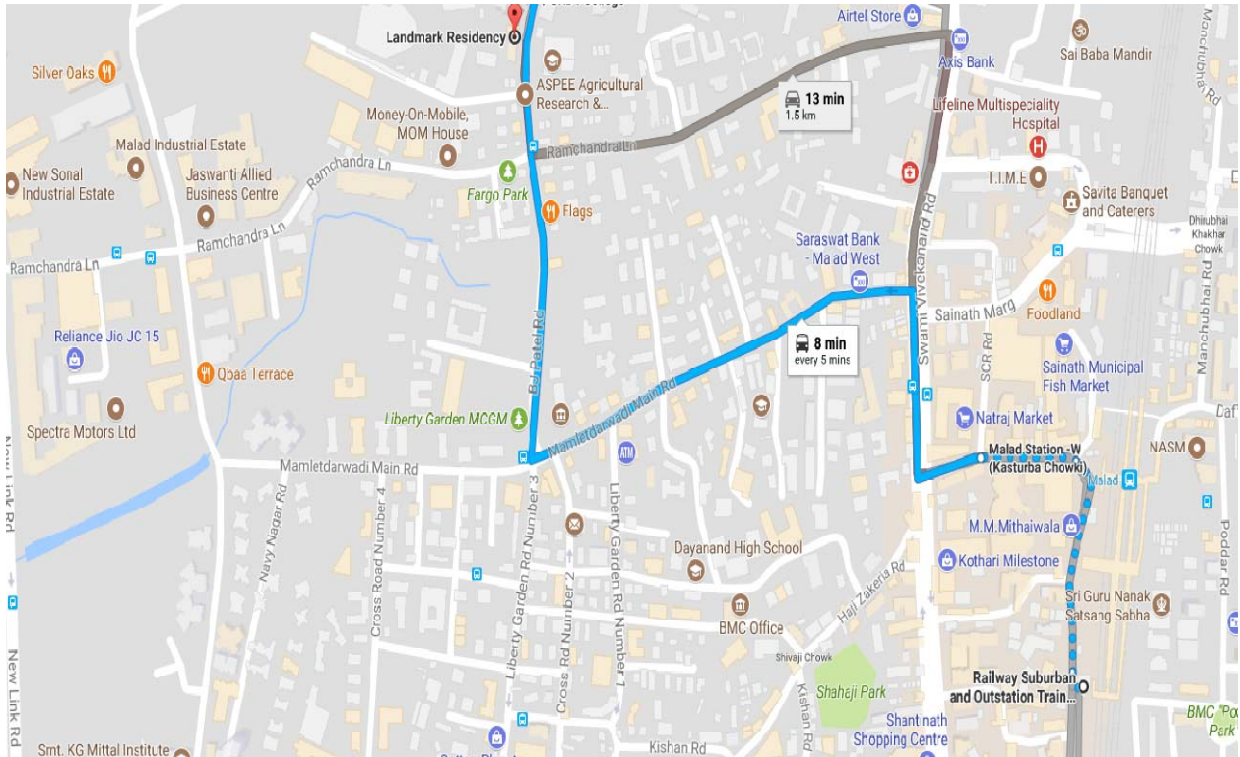 Landmark Residency
Airtel Store
Axis Bank
Sai Baba Mandir
Manchubhai Rd
Silver Oaks
ASPEE Agricultural
Research &...
13 min
1.5 km
Money-On-Mobile,
MOM House
Lifeline Multispeciality
Hospital
Malad Industrial Estate
Ramchandra Ln
Ramchandra Ln
New Sonal
Industrial Estate
Jaswanti Allied
Business Centre
Fargo Park
I.I.M.E
Savita Banquet
and Caterers
Flags
Dhirubhai
Khakhar
Chowk
Ramchandra Ln
Ramchandra Ln
Saraswat Bank
- Malad West
Swami Vivekanand Rd
Sainath Marg
Foodland
Manchubhai Rd
Reliance Jio JC 15
BJ Patel Rd
8 min
every 5 mins
SCR Rd
Sainath Municipal
Fish Market
Qbaa Terrace
Mamletdarwadi Main Rd
Spectra Motors Ltd
Liberty Garden MCGM
Natraj Market
Daf
NASM
ATM
Malad Station -W
(Kasturba Chowki)
Malad
Mamletdarwadi Main Rd
New Link Rd
Navy Nagar Rd
Cross Road Number 4
Liberty Garden Rd Number 3
Cross Rd Number 2
Liberty Garden Rd Number 1
M.M.Mithaiwala
Dayanand High School
Kothari Milestone
Haji Zakeria Rd
Poddar Rd
BMC Office
Sri Guru Nanak
Satsang Sabha
Shivaji Chowk
Shahaji Park
Kishan Rd
Railway Suburban
and Outstation Train...
New Link Rd
BMC "Poo
Park
Shantinath
Shopping Centre
Kishan Rd
Smt. KG Mittal Institute